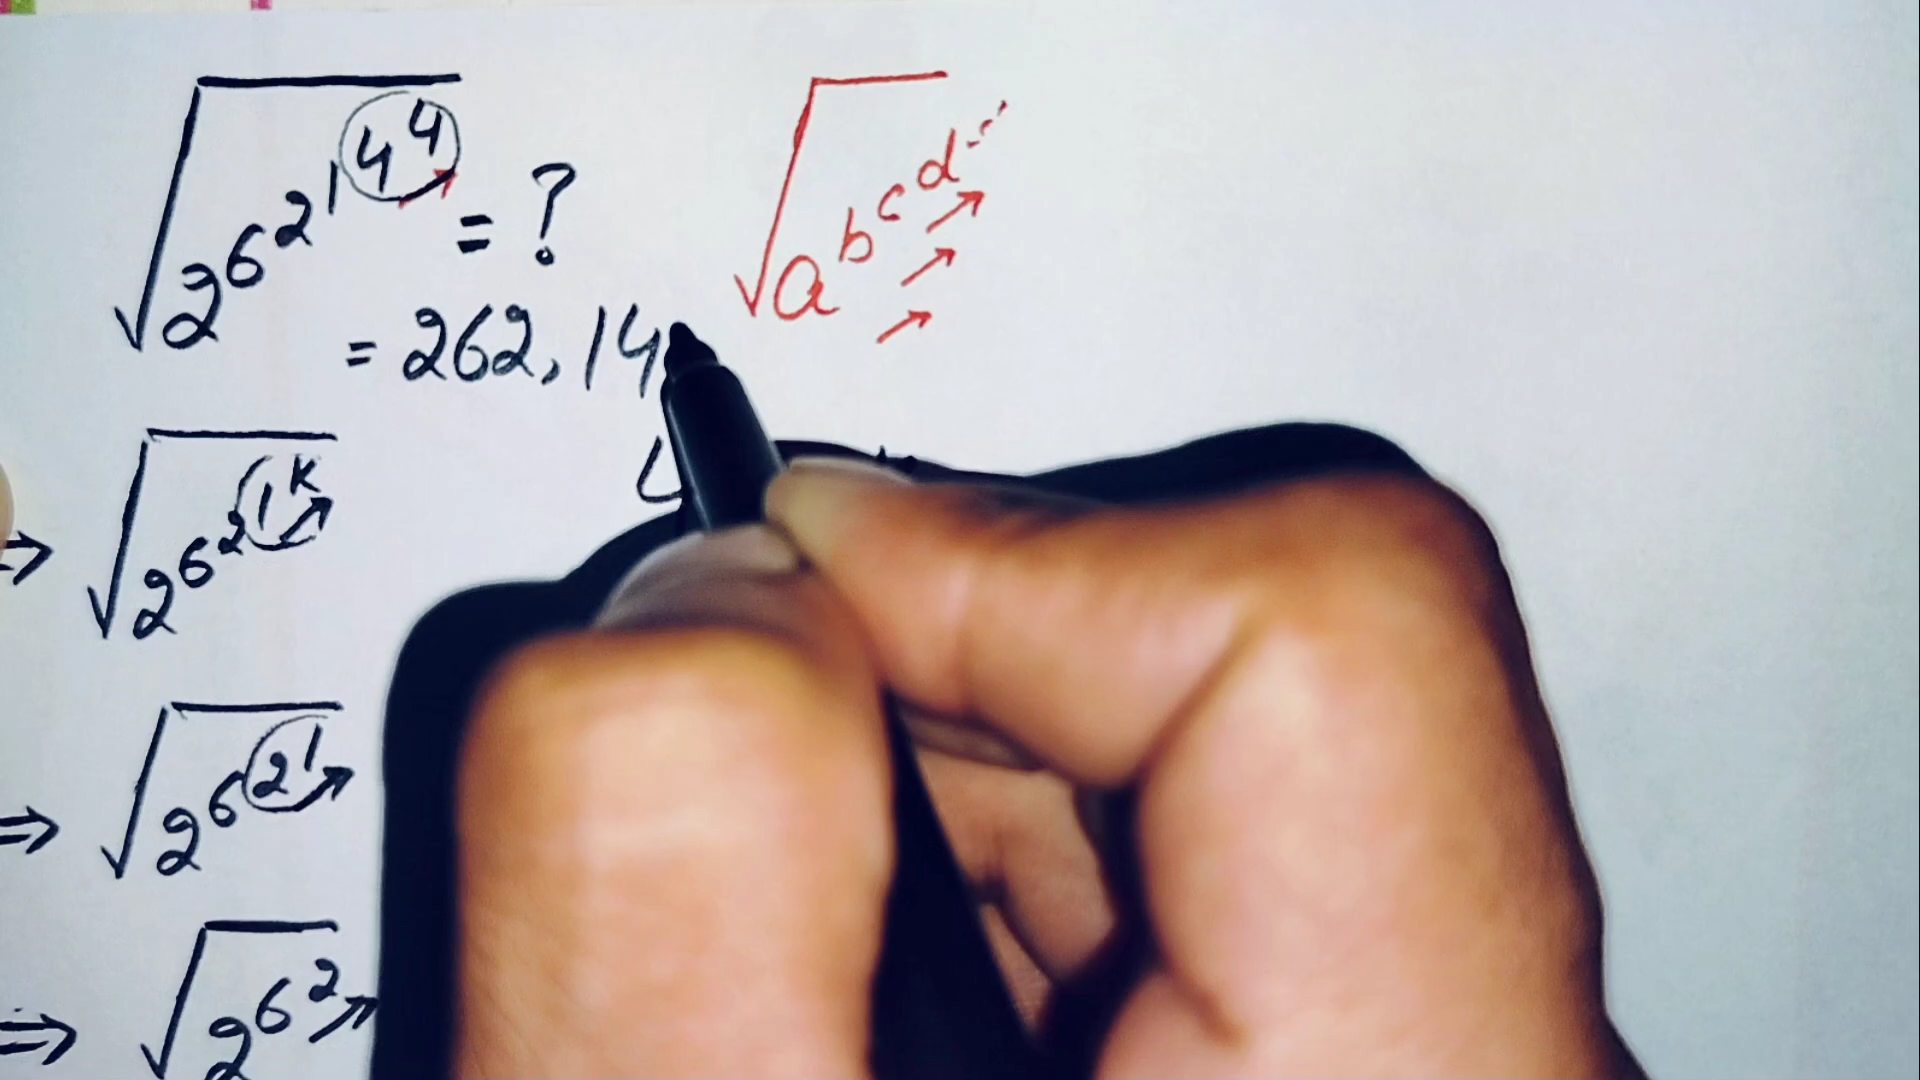 √2^6^2^1^4^4 = ?
= 262,14
√a^b^c^d^...
⇒ √2^6^2^1^k
⇒ √2^6^2^1
⇒ √2^6^2